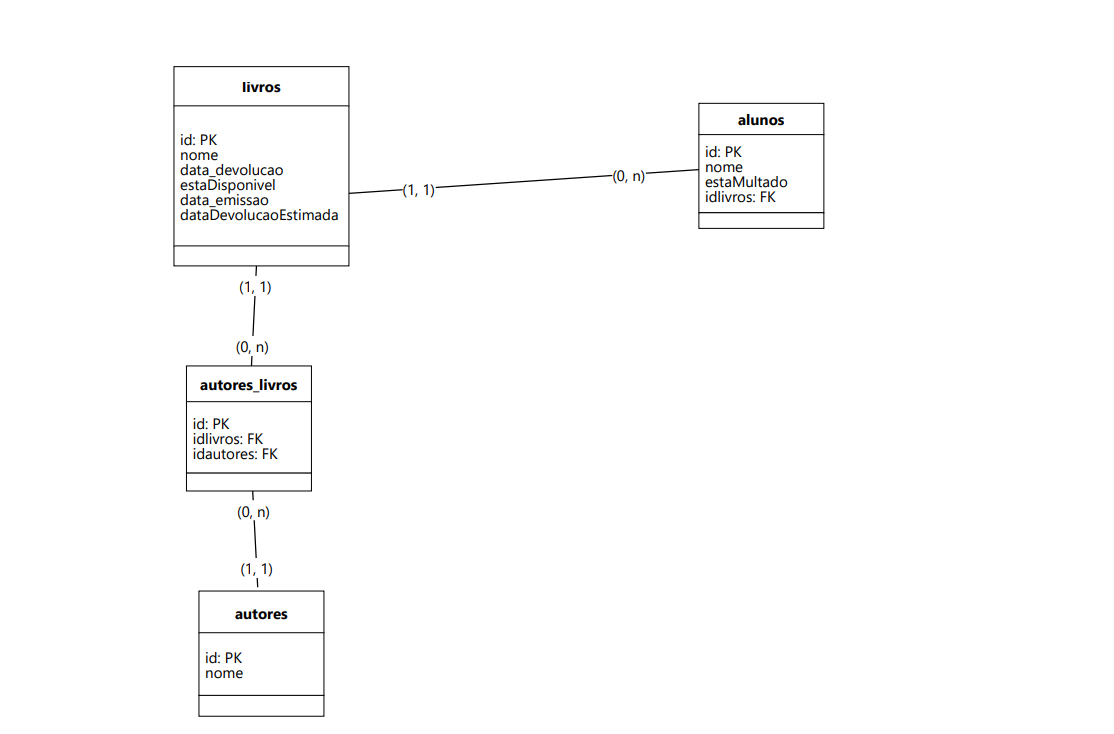 livros
id: PK
nome
data_devolucao
estaDisponivel
data_emissao
dataDevolucaoEstimada
(1, 1)
(0, n)
alunos
id: PK
nome
estaMultado
idlivros: FK
(1, 1)
(0, n)
autores_livros
id: PK
idlivros: FK
idautores: FK
(0, n)
(1, 1)
autores
id: PK
nome